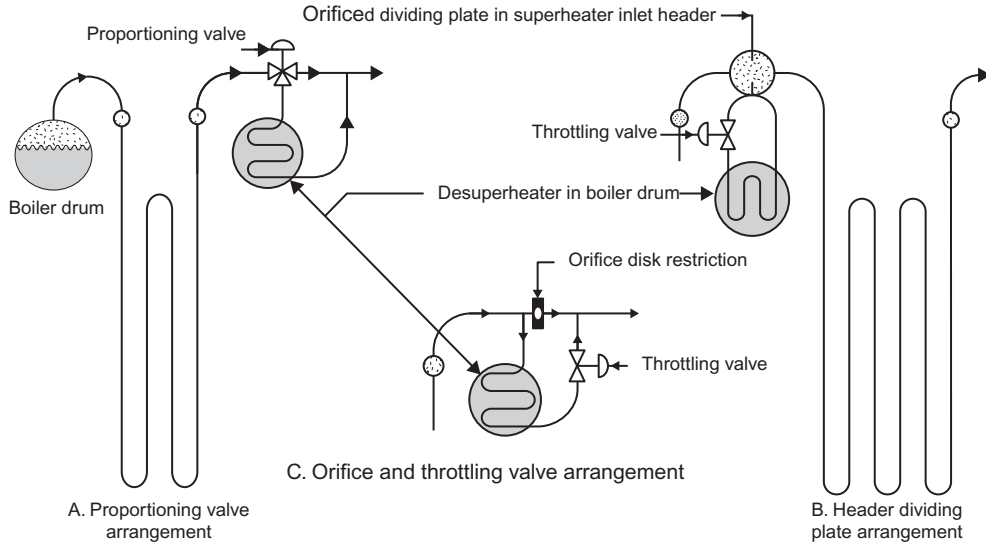 Orificed dividing plate in superheater inlet header
Proportioning valve
Throttling valve
Boiler drum
Desuperheater in boiler drum
Orifice disk restriction
Throttling valve
C. Orifice and throttling valve arrangement
A. Proportioning valve
arrangement
B. Header dividing
plate arrangement